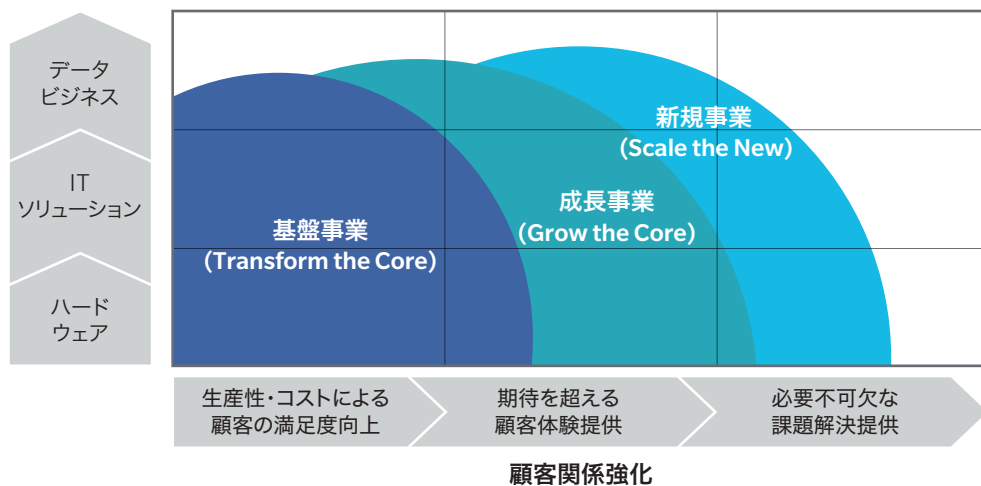 データ
ビジネス
IT
ソリューション
ハード
ウェア
新規事業
(Scale the New)
成長事業
(Grow the Core)
基盤事業
(Transform the Core)
生産性・コストによる
顧客の満足度向上
期待を超える
顧客体験提供
必要不可欠な
課題解決提供
顧客関係強化